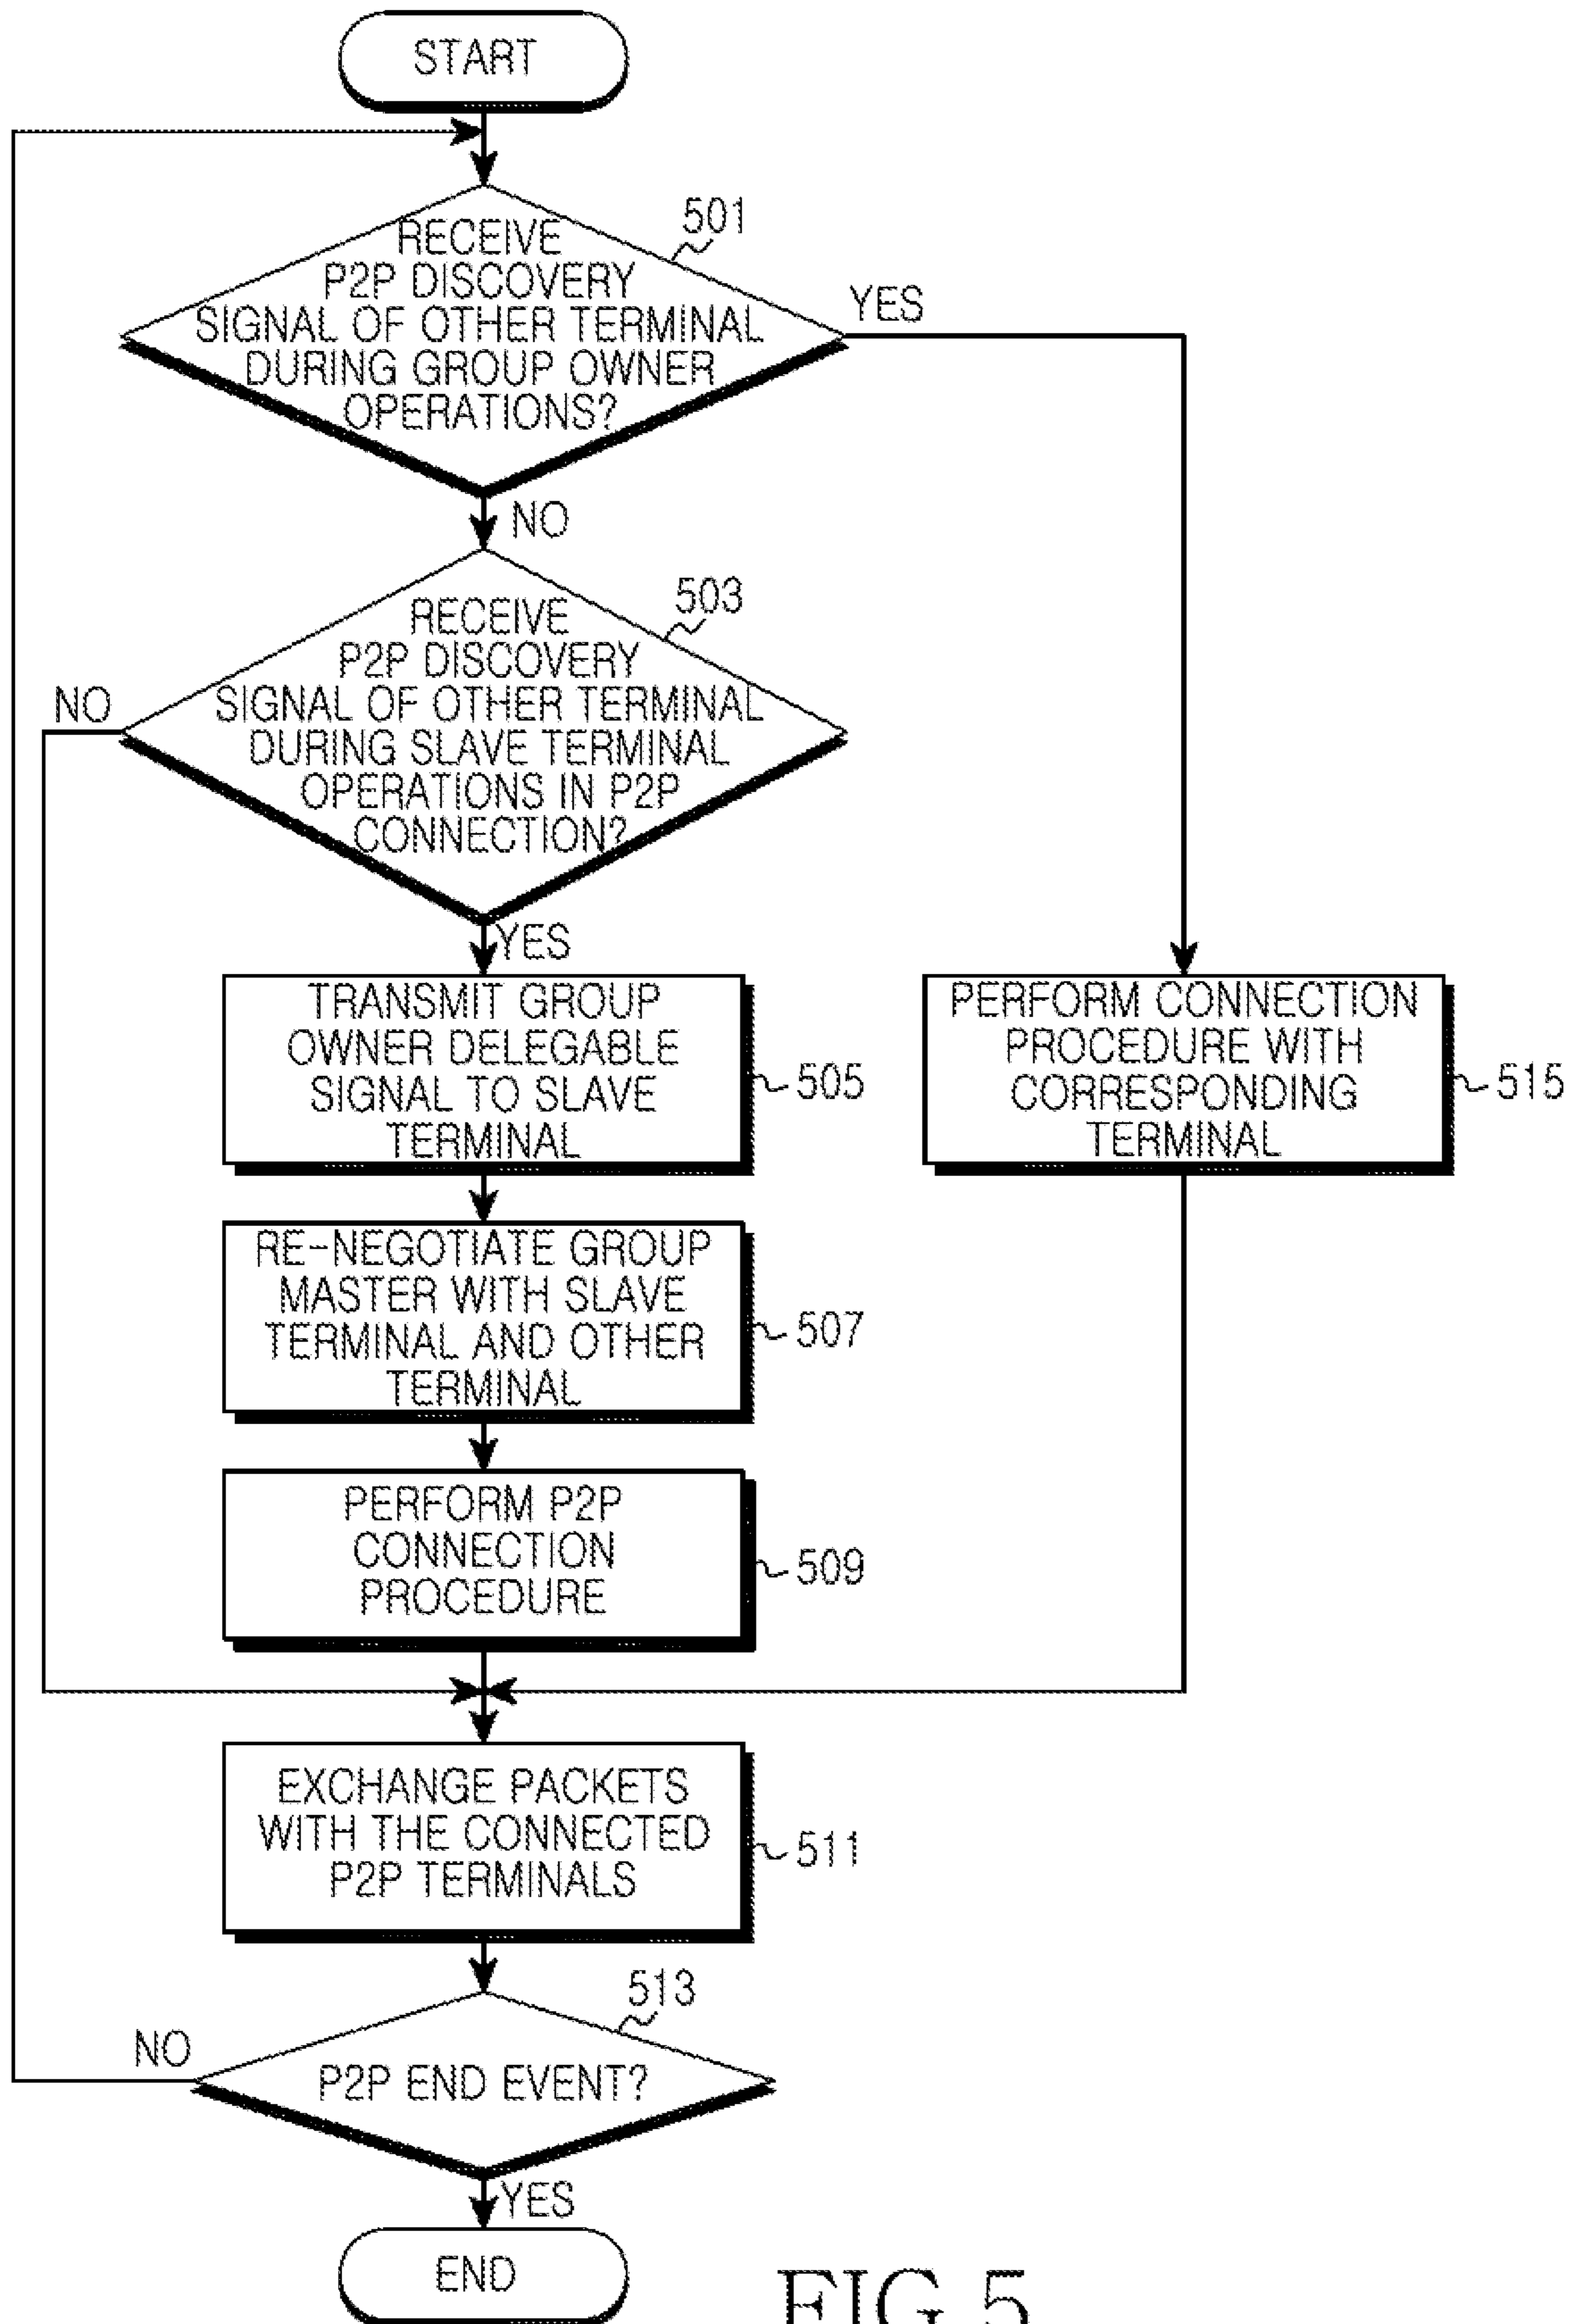 START
501
RECEIVE
P2P DISCOVERY
SIGNAL OF OTHER TERMINAL
DURING GROUP OWNER
OPERATIONS?
YES
NO
503
RECEIVE
P2P DISCOVERY
SIGNAL OF OTHER TERMINAL
DURING SLAVE TERMINAL
OPERATIONS IN P2P
CONNECTION?
NO
YES
TRANSMIT GROUP
OWNER DELEGABLE
SIGNAL TO SLAVE
TERMINAL
505
PERFORM CONNECTION
PROCEDURE WITH
CORRESPONDING
TERMINAL
515
RE-NEGOTIATE GROUP
MASTER WITH SLAVE
TERMINAL AND OTHER
TERMINAL
507
PERFORM P2P
CONNECTION
PROCEDURE
509
EXCHANGE PACKETS
WITH THE CONNECTED
P2P TERMINALS
511
513
P2P END EVENT?
NO
YES
END
FIG.5